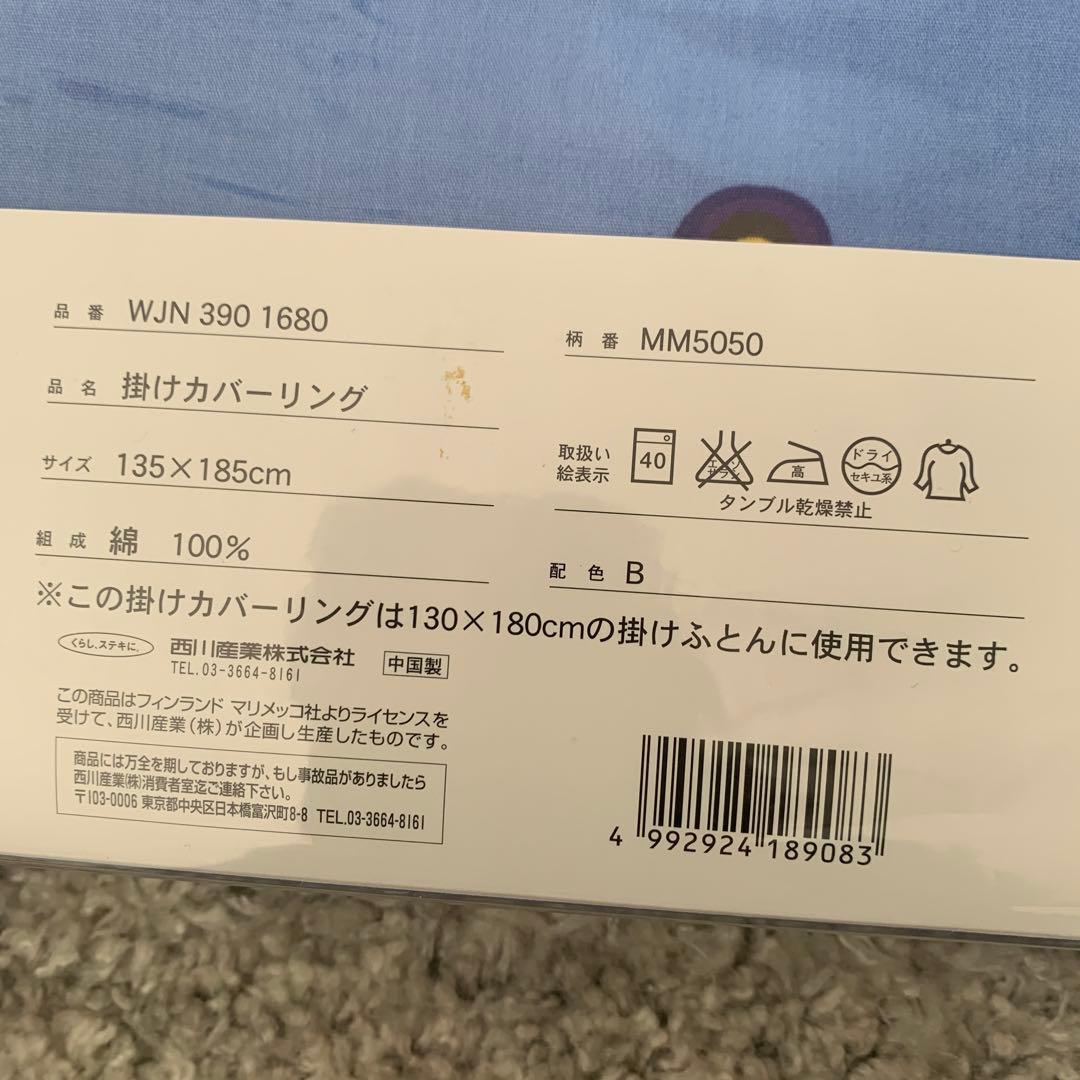 品番 WJN 390 1680
柄番 MM5050
品名 掛けカバーリング
サイズ 135×185cm
取扱い
絵表示
40
エンソ
サラシ
高
ドライ
セキユ系
タンブル乾燥禁止
組成 綿 100%
配色 B
※この掛けカバーリングは130×180cmの掛けふとんに使用できます。
くらし、ステキに。
西川産業株式会社
TEL.03-3664-8161
中国製
この商品はフィンランド マリメッコ社よりライセンスを
受けて、西川産業(株)が企画し生産したものです。
商品には万全を期しておりますが、もし事故品がありましたら
西川産業(株)消費者室迄ご連絡下さい。
〒103-0006 東京都中央区日本橋富沢町8-8 TEL.03-3664-8161
4 992924 189083